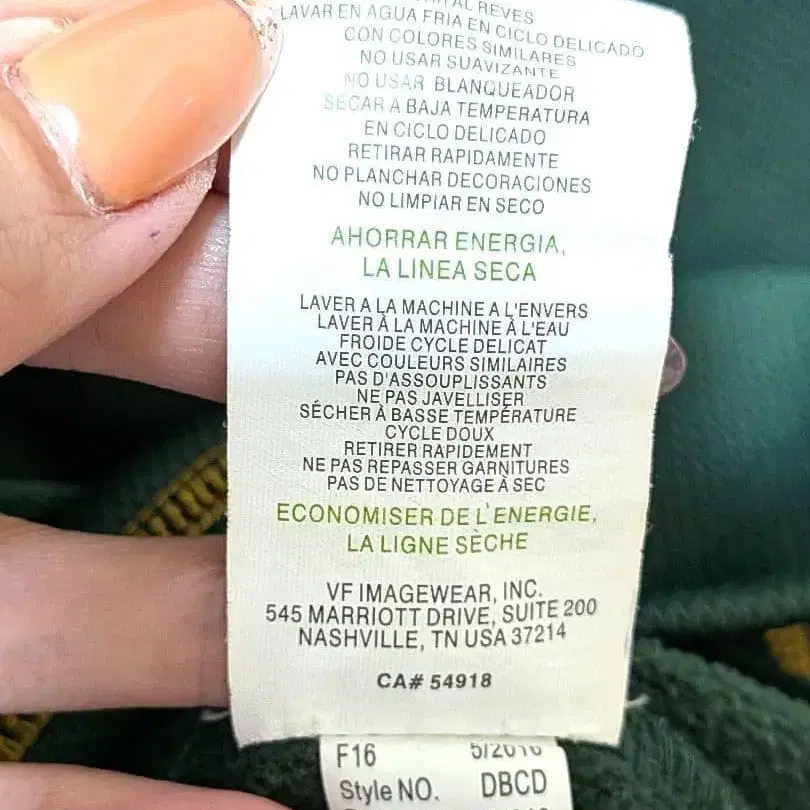 AL REVES
LAVAR EN AGUA FRIA EN CICLO DELICADO
CON COLORES SIMILARES
NO USAR SUAVIZANTE
NO USAR BLANQUEADOR
SECAR A BAJA TEMPERATURA
EN CICLO DELICADO
RETIRAR RAPIDAMENTE
NO PLANCHAR DECORACIONES
NO LIMPIAR EN SECO
AHORRAR ENERGIA,
LA LINEA SECA
LAVER A LA MACHINE A L'ENVERS
LAVER À LA MACHINE À L'EAU
FROIDE CYCLE DELICAT
AVEC COULEURS SIMILAIRES
PAS D'ASSOUPLISSANTS
NE PAS JAVELLISER
SÉCHER À BASSE TEMPÉRATURE
CYCLE DOUX
RETIRER RAPIDEMENT
NE PAS REPASSER GARNITURES
PAS DE NETTOYAGE À SEC
ECONOMISER DE L'ENERGIE,
LA LIGNE SÈCHE
VF IMAGEWEAR, INC.
545 MARRIOTT DRIVE, SUITE 200
NASHVILLE, TN USA 37214
CA# 54918
F16 5/2016
Style NO. DBCD